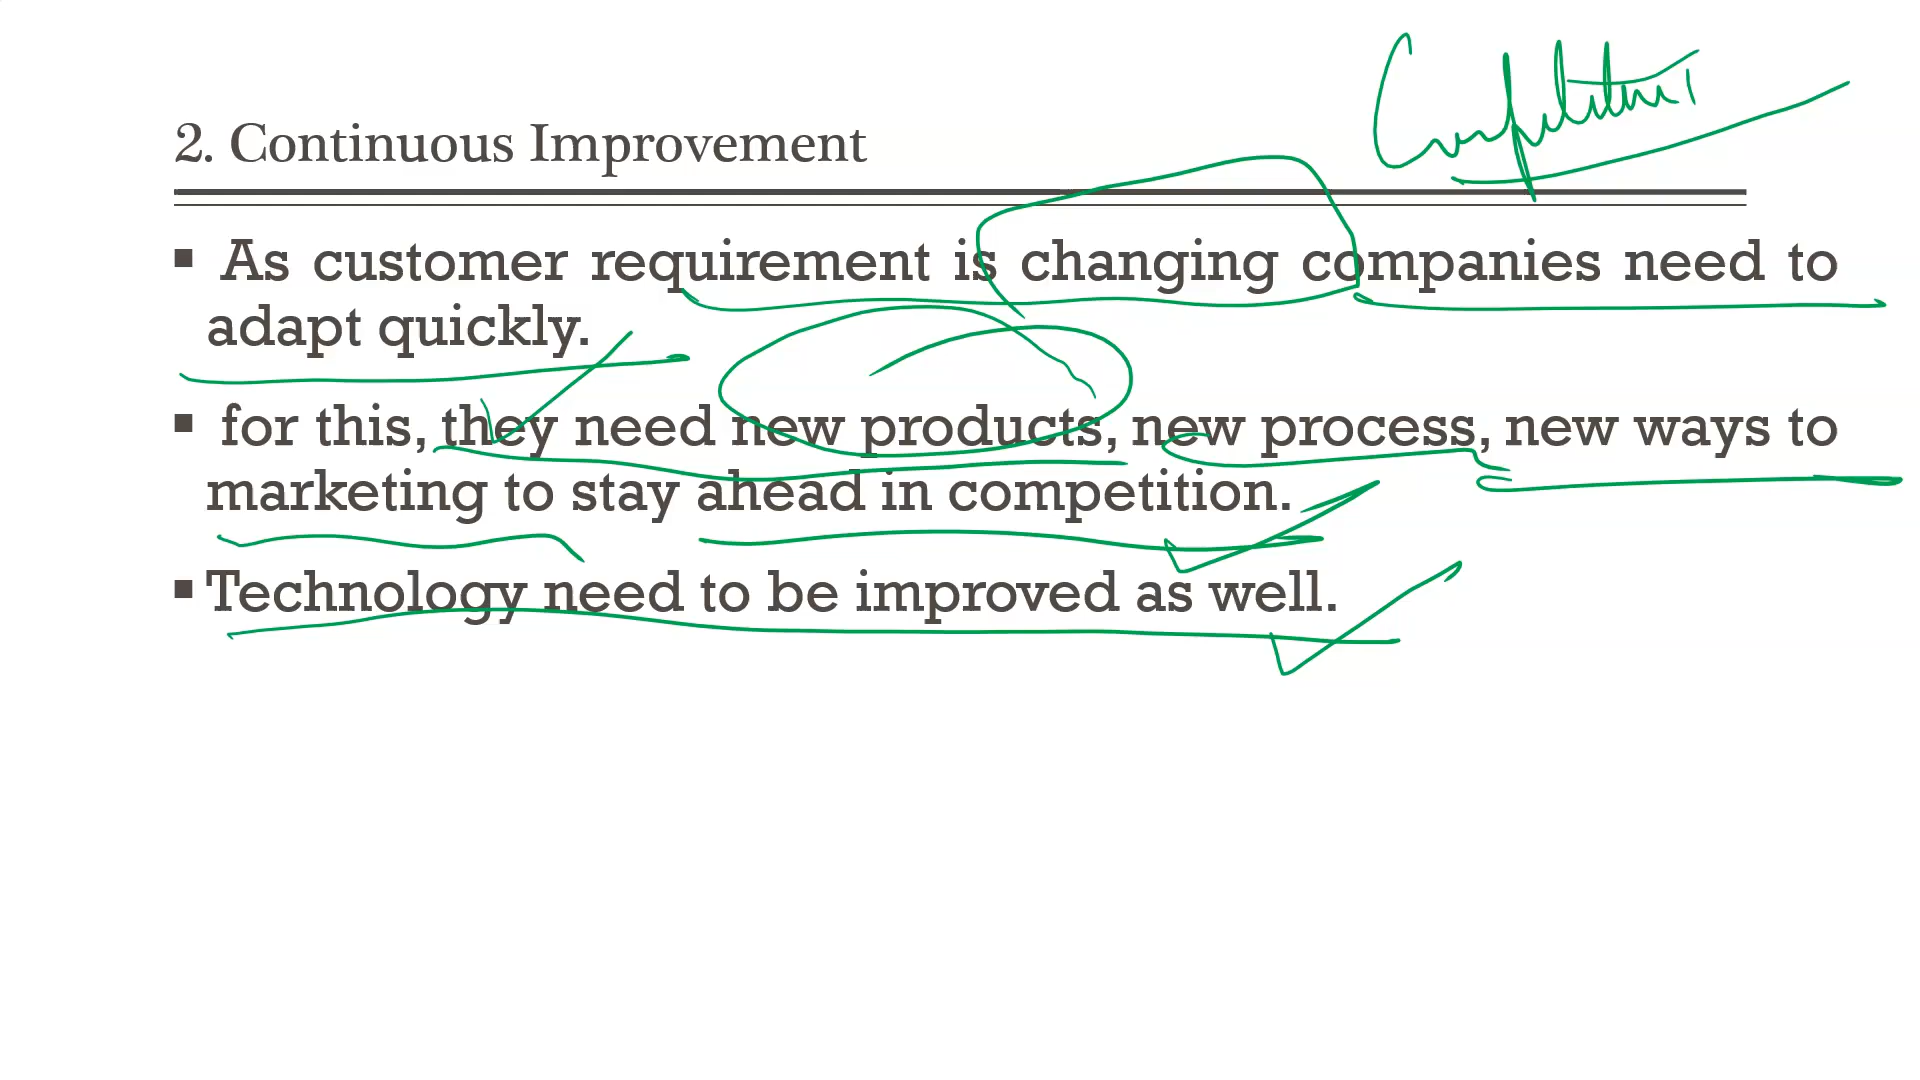 2. Continuous Improvement
▪ As customer requirement is changing companies need to
adapt quickly.
▪ for this, they need new products, new process, new ways to
marketing to stay ahead in competition.
▪ Technology need to be improved as well.